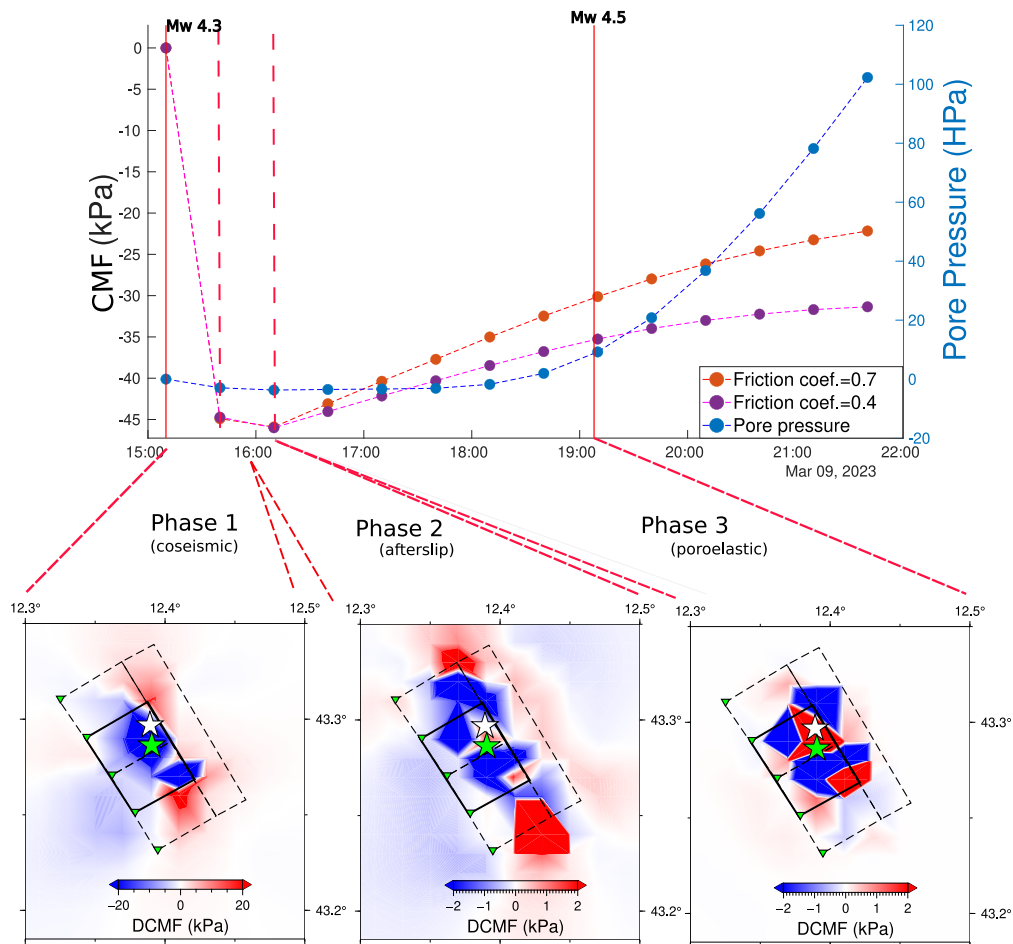 Mw 4.3
Mw 4.5
CMF (kPa)
0
-5
-10
-15
-20
-25
-30
-35
-40
-45
Pore Pressure (HPa)
120
100
80
60
40
20
0
-20
Friction coef.=0.7
Friction coef.=0.4
Pore pressure
15:00 16:00 17:00 18:00 19:00 20:00 21:00 22:00
Mar 09, 2023
Phase 1
(coseismic)
Phase 2
(afterslip)
Phase 3
(poroelastic)
12.3° 12.4° 12.5°
43.3°
43.2°
-20 0 20
DCMF (kPa)
12.3° 12.4° 12.5°
43.3°
43.2°
−2 −1 0 1 2
DCMF (kPa)
12.3° 12.4° 12.5°
43.3°
43.2°
−2 −1 0 1 2
DCMF (kPa)